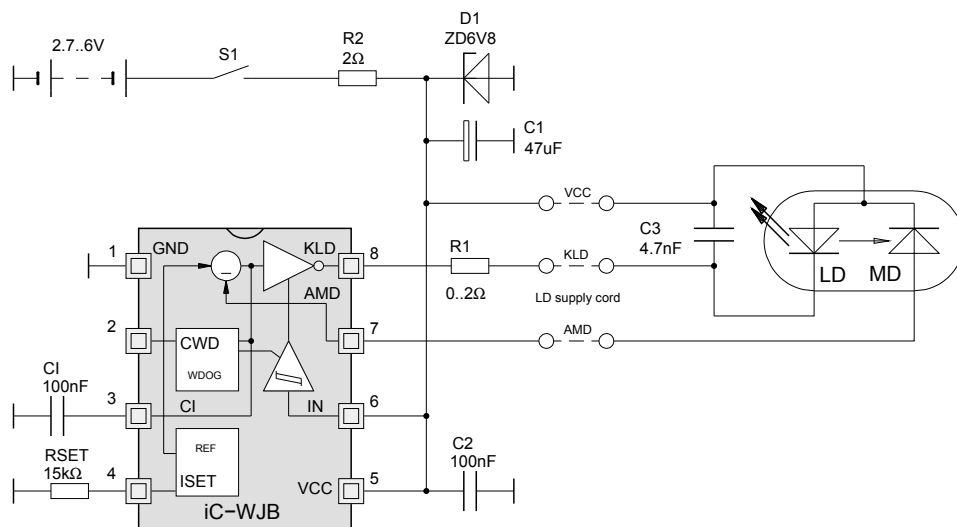 2.7..6V
S1
R2
2Ω
D1
ZD6V8
C1
47uF
VCC
C3
4.7nF
LD
MD
1
GND
KLD
8
R1
0..2Ω
KLD
LD supply cord
_
AMD
2
CWD
WDOG
7
AMD
CI
100nF
3
CI
IN
6
RSET
15kΩ
4
REF
ISET
VCC
5
C2
100nF
iC−WJB